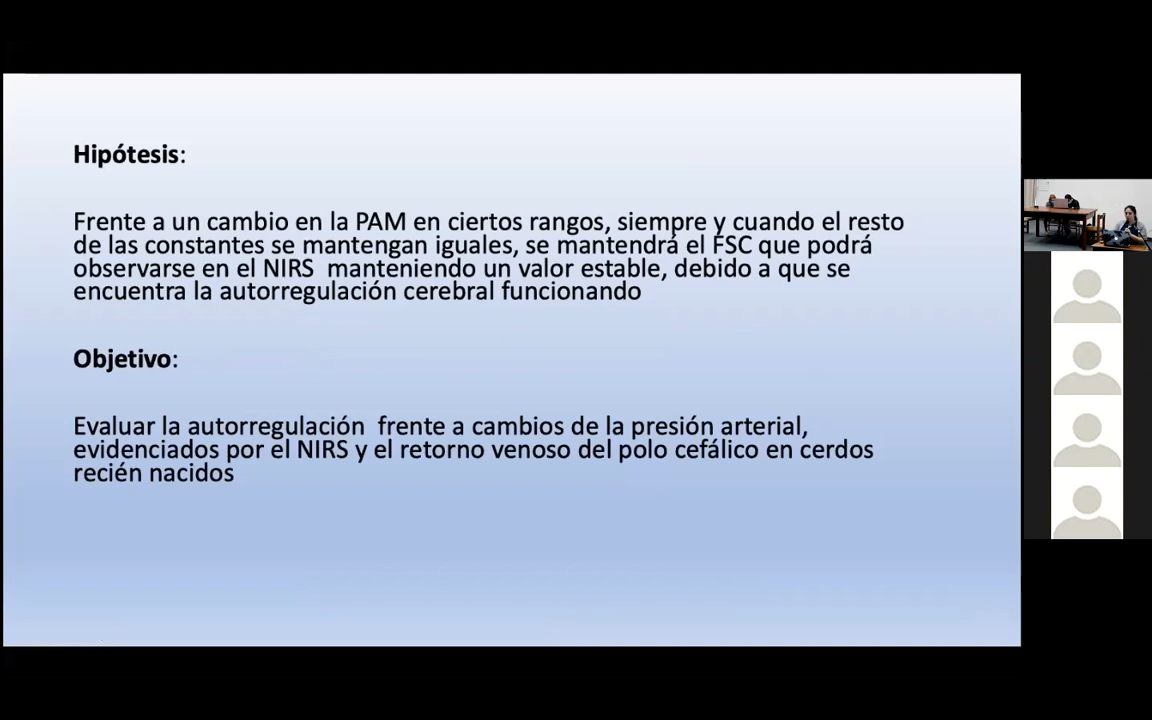 Hipótesis:
Frente a un cambio en la PAM en ciertos rangos, siempre y cuando el resto
de las constantes se mantengan iguales, se mantendrá el FSC que podrá
observarse en el NIRS  manteniendo un valor estable, debido a que se
encuentra la autorregulación cerebral funcionando
Objetivo:
Evaluar la autorregulación  frente a cambios de la presión arterial,
evidenciados por el NIRS y el retorno venoso del polo cefálico en cerdos
recién nacidos